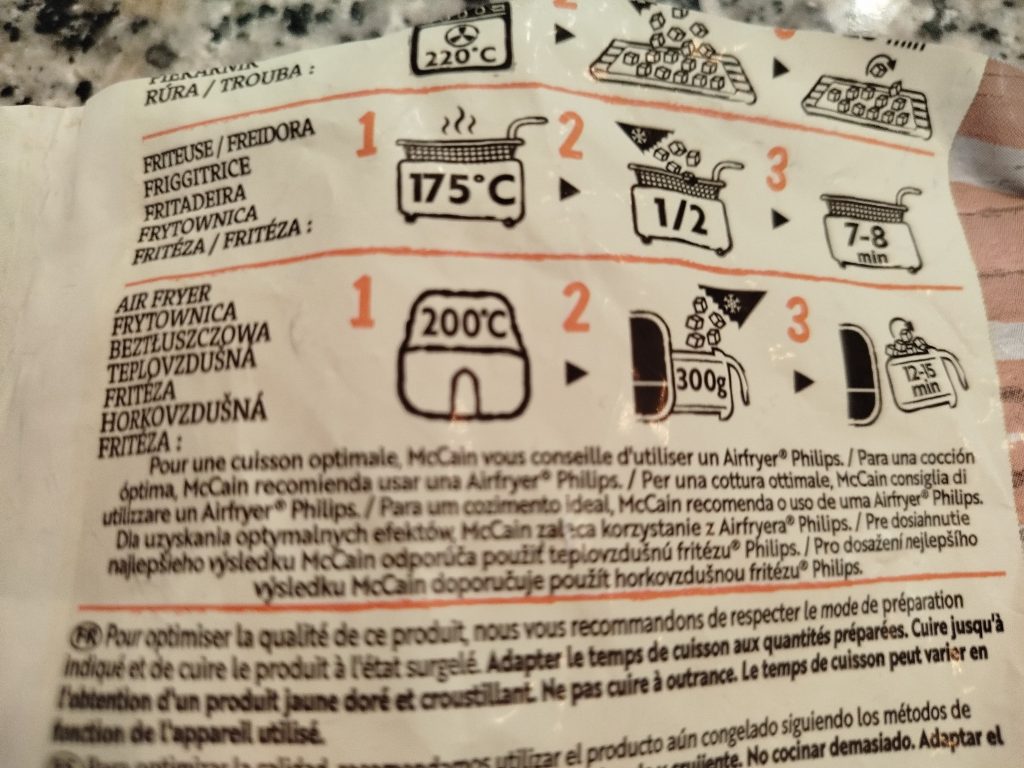 220°C
RÚRA / TROUBA :
FRITEUSE / FREIDORA
FRIGGITRICE
FRITADEIRA
FRYTOWNICA
FRITÉZA / FRITÉZA :
1 175°C 2 1/2 3 7-8 min
AIR FRYER
FRYTOWNICA
BEZTŁUSZCZOWA
TEPLOVZDUŠNÁ
FRITÉZA
HORKOVZDUŠNÁ
FRITÉZA :
1 200°C 2 300g 3 12-15 min
Pour une cuisson optimale, McCain vous conseille d'utiliser un Airfryer® Philips. / Para una cocción
óptima, McCain recomienda usar una Airfryer® Philips. / Per una cottura ottimale, McCain consiglia di
utilizzare un Airfryer® Philips. / Para um cozimento ideal, McCain recomenda o uso de uma Airfryer® Philips.
Dla uzyskania optymalnych efektów, McCain korzystanie z Airfryera® Philips. / Pre dosiahnutie
najlepšieho výsledku McCain odporúča použiť teplovzdušnú fritézu® Philips. / Pro dosažení nejlepšího
výsledku McCain doporučuje použít horkovzdušnou fritézu® Philips.
FR Pour optimiser la qualité de ce produit, nous vous recommandons de respecter le mode de préparation
indiqué et de cuire le produit à l'état surgelé. Adapter le temps de cuisson aux quantités préparées. Cuire jusqu'à
l'obtention d'un produit jaune doré et croustillant. Ne pas cuire à outrance. Le temps de cuisson peut varier en
fonction de l'appareil utilisé.
utilizar el producto aún congelado siguiendo los métodos de
No cocinar demasiado. Adaptar el